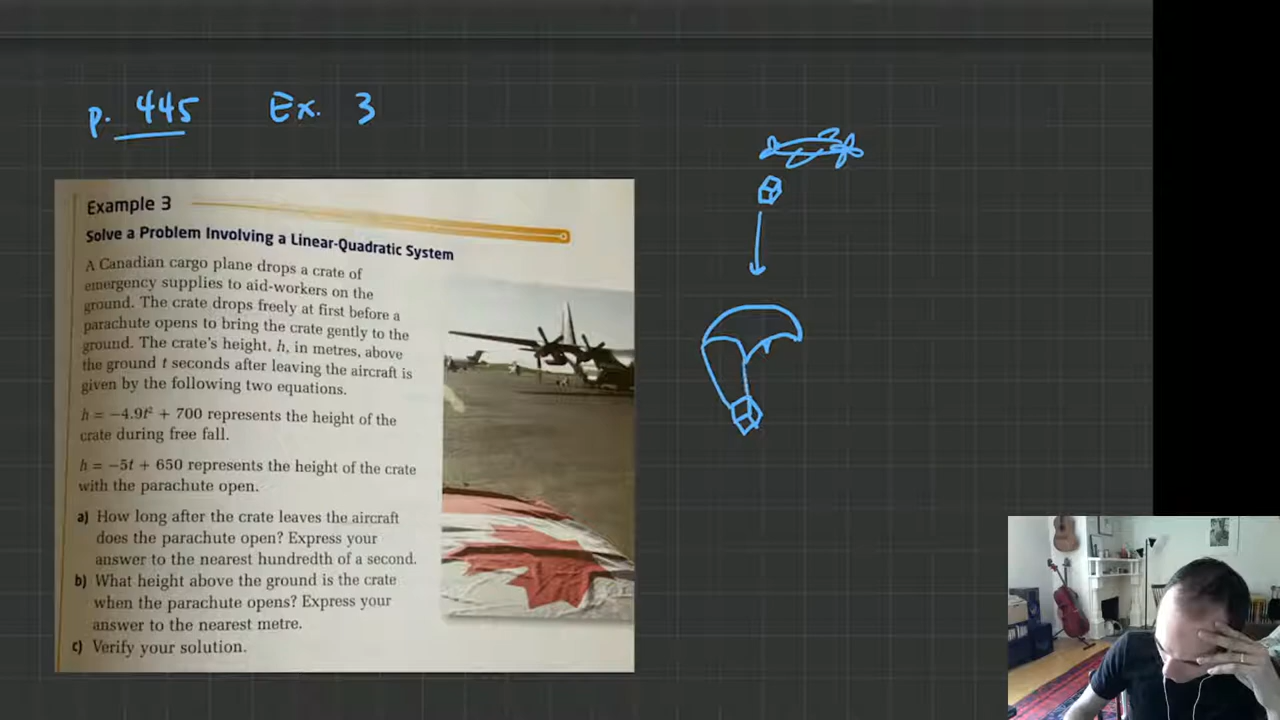 p. 445 Ex. 3
Example 3
Solve a Problem Involving a Linear-Quadratic System
A Canadian cargo plane drops a crate of
emergency supplies to aid-workers on the
ground. The crate drops freely at first before a
parachute opens to bring the crate gently to the
ground. The crate's height, h, in metres, above
the ground t seconds after leaving the aircraft is
given by the following two equations.
h = −4.9t² + 700 represents the height of the
crate during free fall.
h = −5t + 650 represents the height of the crate
with the parachute open.
a) How long after the crate leaves the aircraft
does the parachute open? Express your
answer to the nearest hundredth of a second.
b) What height above the ground is the crate
when the parachute opens? Express your
answer to the nearest metre.
c) Verify your solution.